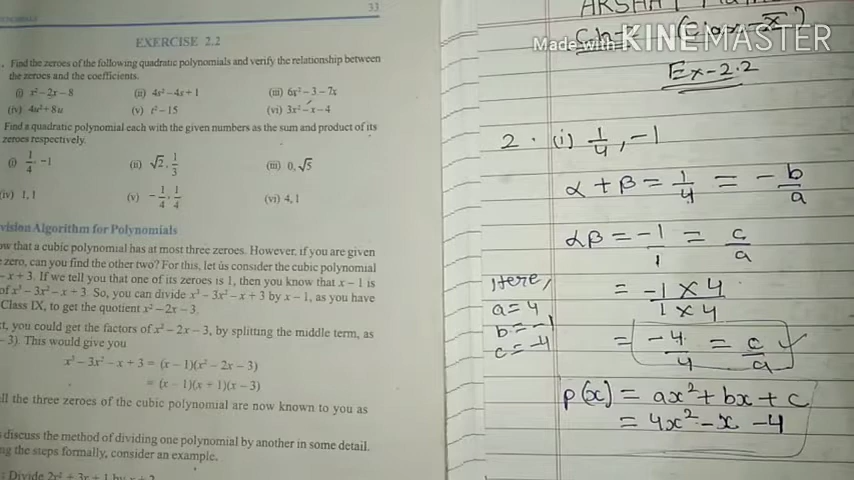 33
EXERCISE 2.2
Find the zeroes of the following quadratic polynomials and verify the relationship between
the zeroes and the coefficients.
(i) x² – 2x – 8 (ii) 4s² – 4s + 1 (iii) 6x² – 3 – 7x
(iv) 4u² + 8u (v) t² – 15 (vi) 3x² – x – 4
Find a quadratic polynomial each with the given numbers as the sum and product of its
zeroes respectively.
(i) 1/4, –1 (ii) √2, 1/3 (iii) 0, √5
(iv) 1, 1 (v) –1/4, 1/4 (vi) 4, 1
vision Algorithm for Polynomials
ow that a cubic polynomial has at most three zeroes. However, if you are given
e zero, can you find the other two? For this, let us consider the cubic polynomial
– x + 3. If we tell you that one of its zeroes is 1, then you know that x – 1 is
of x³ – 3x² – x + 3. So, you can divide x³ – 3x² – x + 3 by x – 1, as you have
Class IX, to get the quotient x² – 2x – 3.
xt, you could get the factors of x² – 2x – 3, by splitting the middle term, as
– 3). This would give you
x³ – 3x² – x + 3 = (x – 1)(x² – 2x – 3)
= (x – 1)(x + 1)(x – 3)
ll the three zeroes of the cubic polynomial are now known to you as
s discuss the method of dividing one polynomial by another in some detail.
ng the steps formally, consider an example.
: Divide 2x² + 3x + 1 by x + 2
Made with KINEMASTER
Ex-2.2
2. (i) 1/4, -1
α + β = 1/4 = -b/a
αβ = -1/1 = c/a
= -1 × 4 / 1 × 4
= -4/4 = c/a
Here,
a = 4
b = -1
c = -4
p(x) = ax² + bx + c
= 4x² - x - 4